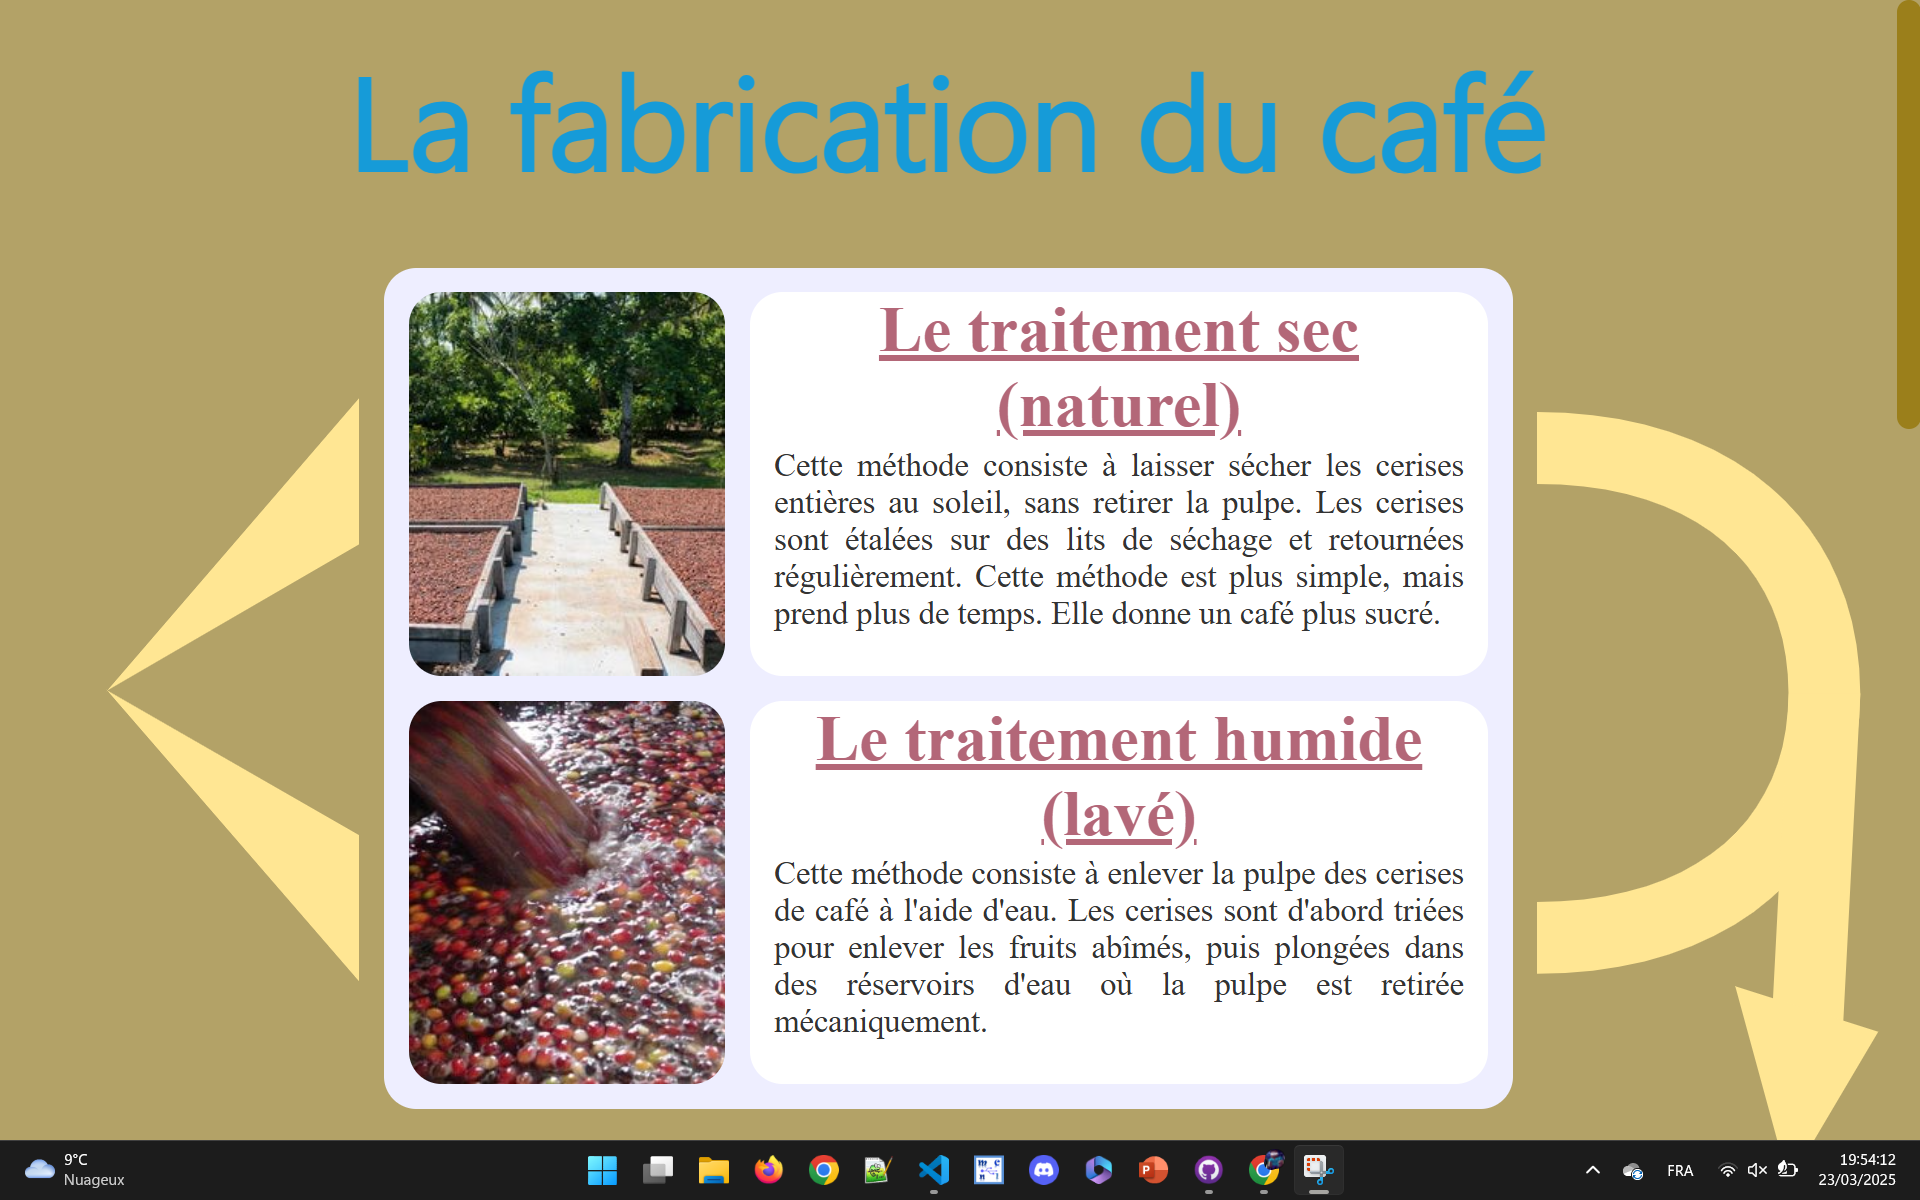 La fabrication du café
Le traitement sec
(naturel)
Cette méthode consiste à laisser sécher les cerises
entières au soleil, sans retirer la pulpe. Les cerises
sont étalées sur des lits de séchage et retournées
régulièrement. Cette méthode est plus simple, mais
prend plus de temps. Elle donne un café plus sucré.
Le traitement humide
(lavé)
Cette méthode consiste à enlever la pulpe des cerises
de café à l'aide d'eau. Les cerises sont d'abord triées
pour enlever les fruits abîmés, puis plongées dans
des réservoirs d'eau où la pulpe est retirée
mécaniquement.
9°C
Nuageux
FRA
19:54:12
23/03/2025